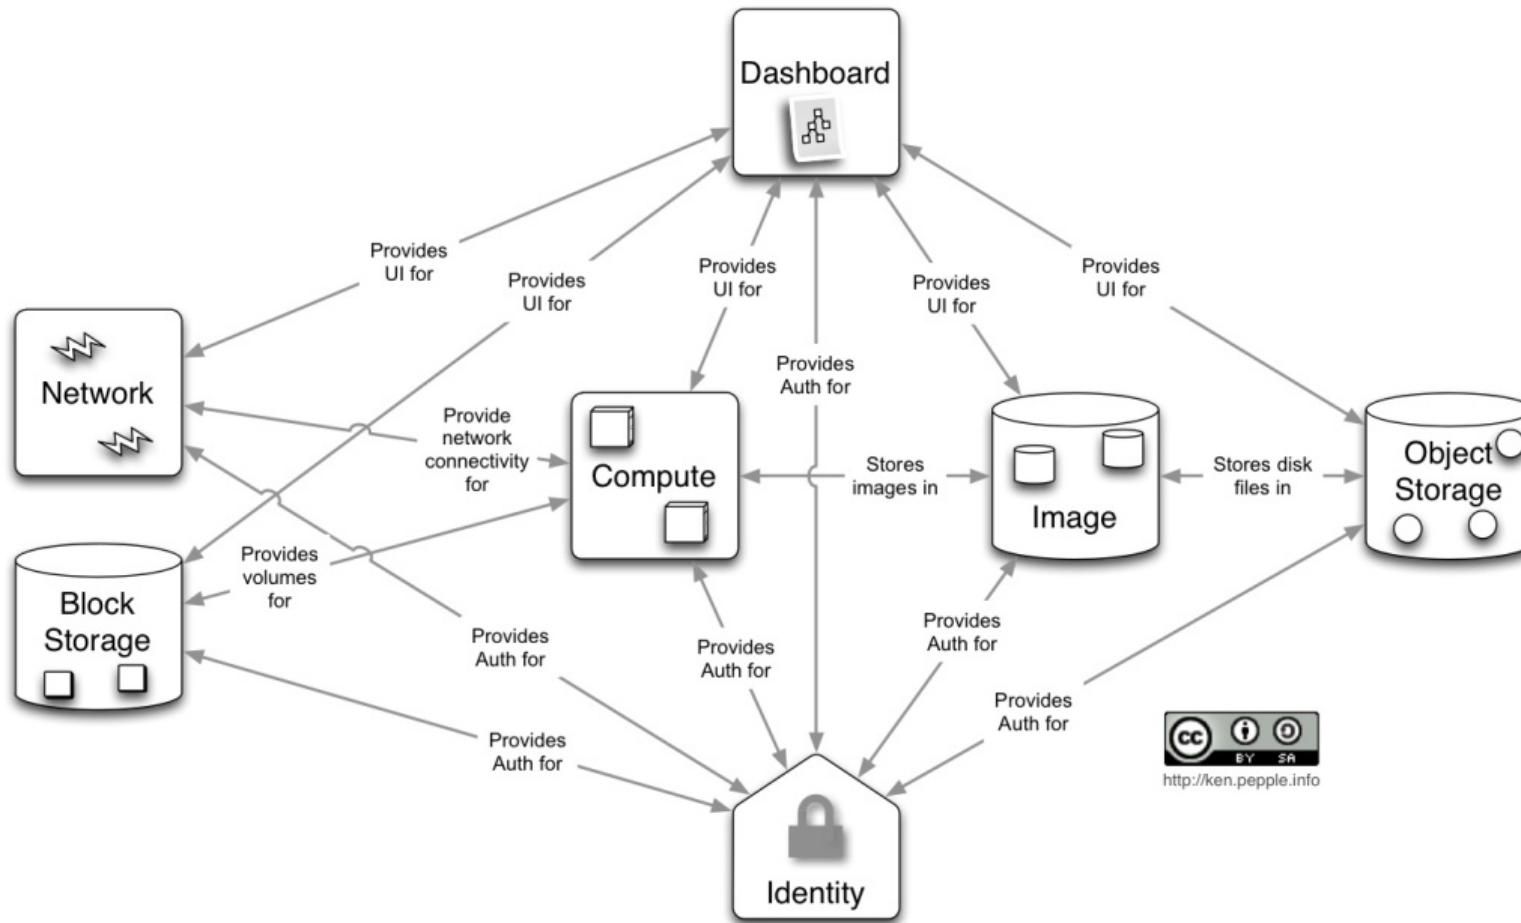 Dashboard
Provides
UI for
Provides
UI for
Provides
UI for
Provides
UI for
Provides
UI for
Network
Provides
Auth for
Provide
network
connectivity
for
Compute
Stores
images in
Image
Stores disk
files in
Object
Storage
Block
Storage
Provides
volumes
for
Provides
Auth for
Provides
Auth for
Provides
Auth for
Provides
Auth for
Provides
Auth for
cc
BY SA
http://ken.pepple.info
Identity